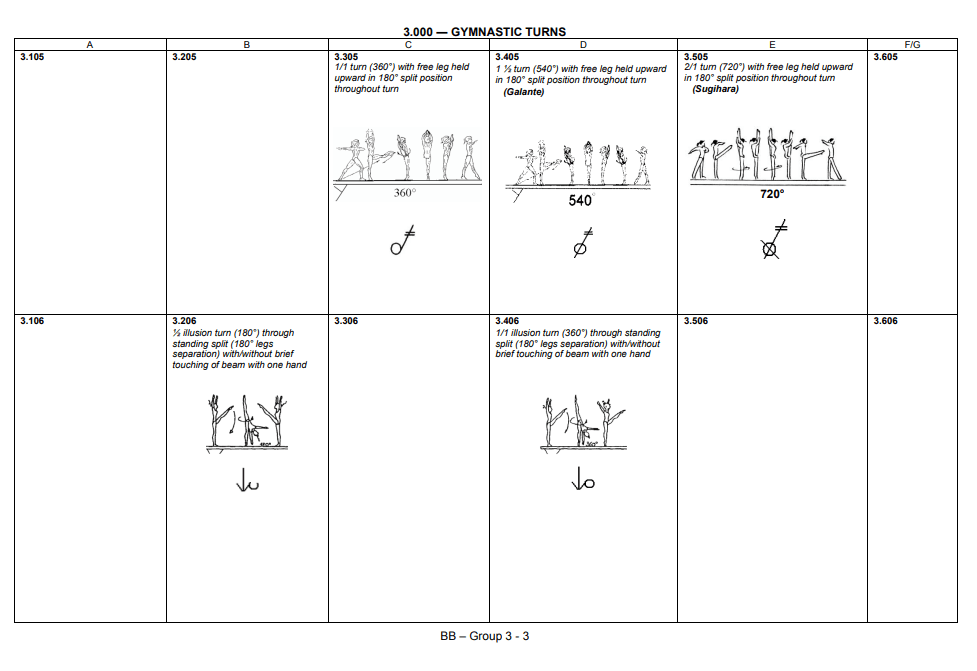 3.000 — GYMNASTIC TURNS
A B C D E F/G
3.105
3.205
3.305
1/1 turn (360°) with free leg held
upward in 180° split position
throughout turn
360°
3.405
1 ½ turn (540°) with free leg held upward
in 180° split position throughout turn
(Galante)
540°
3.505
2/1 turn (720°) with free leg held upward
in 180° split position throughout turn
(Sugihara)
720°
3.605
3.106
3.206
½ illusion turn (180°) through
standing split (180° legs
separation) with/without brief
touching of beam with one hand
180°
3.306
3.406
1/1 illusion turn (360°) through standing
split (180° legs separation) with/without
brief touching of beam with one hand
360°
3.506
3.606
BB – Group 3 - 3